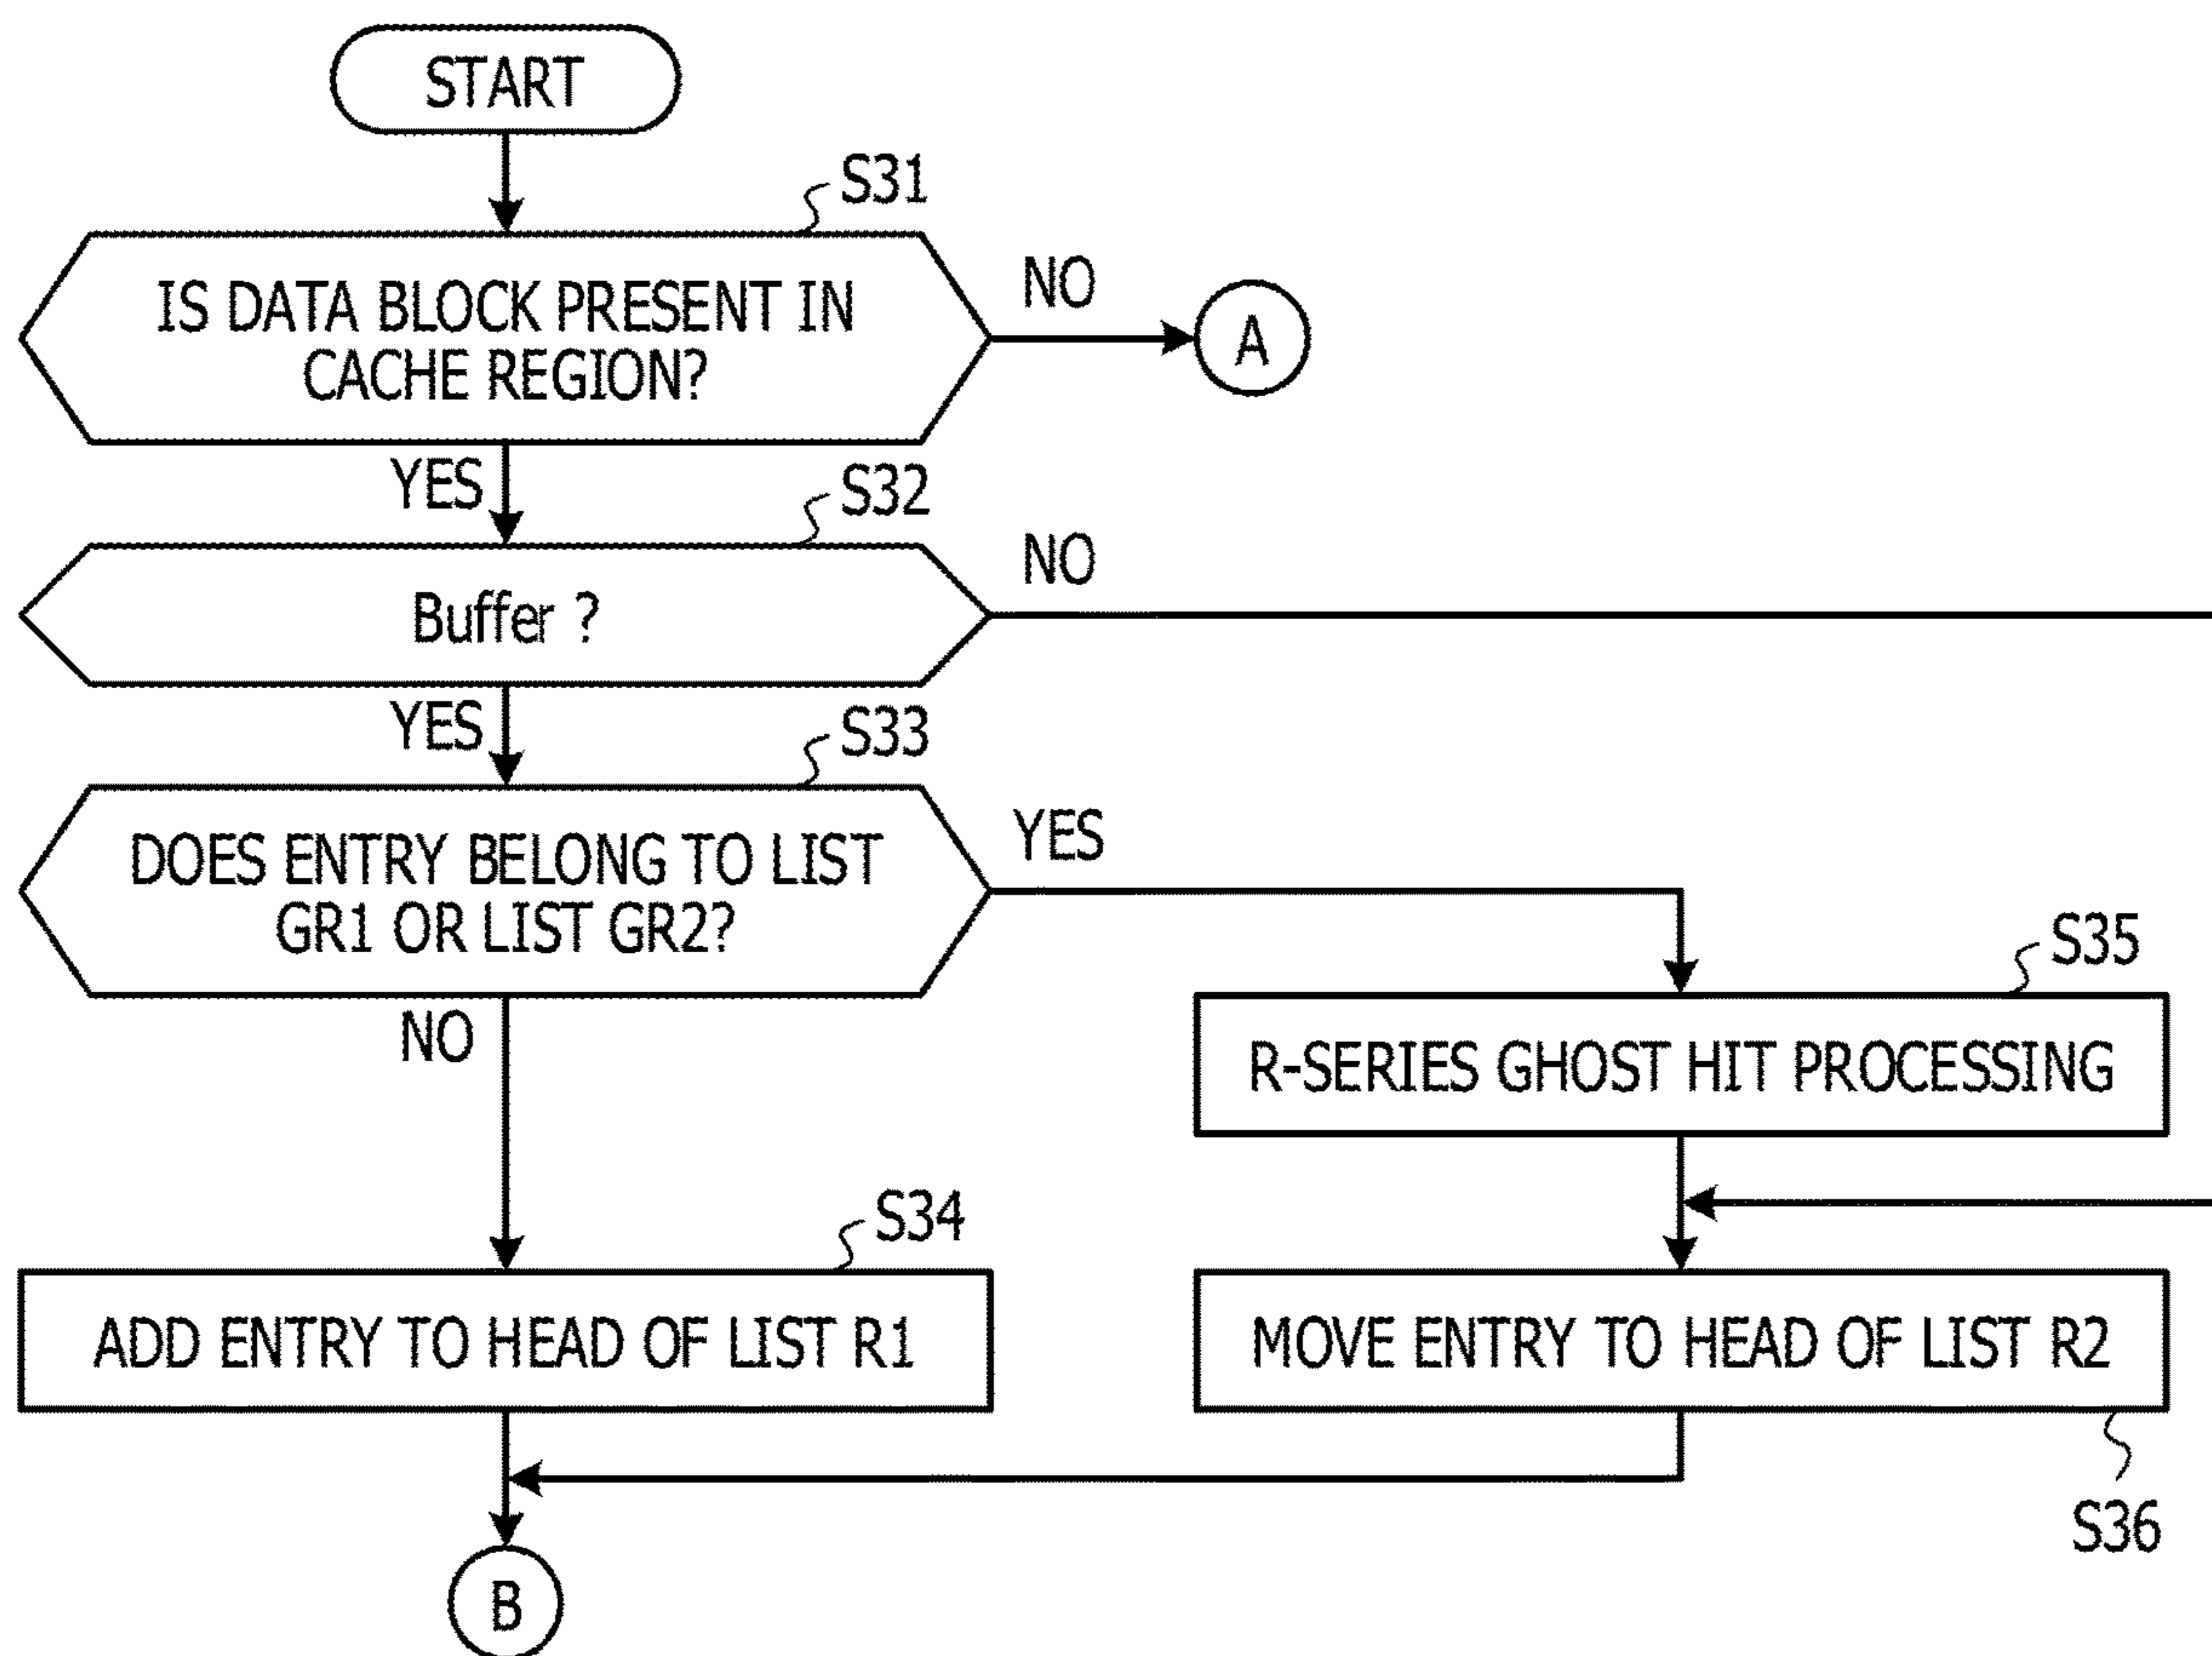 START
S31
IS DATA BLOCK PRESENT IN
CACHE REGION?
NO
A
YES
S32
Buffer ?
NO
YES
S33
DOES ENTRY BELONG TO LIST
GR1 OR LIST GR2?
YES
NO
S35
R-SERIES GHOST HIT PROCESSING
S34
ADD ENTRY TO HEAD OF LIST R1
MOVE ENTRY TO HEAD OF LIST R2
S36
B